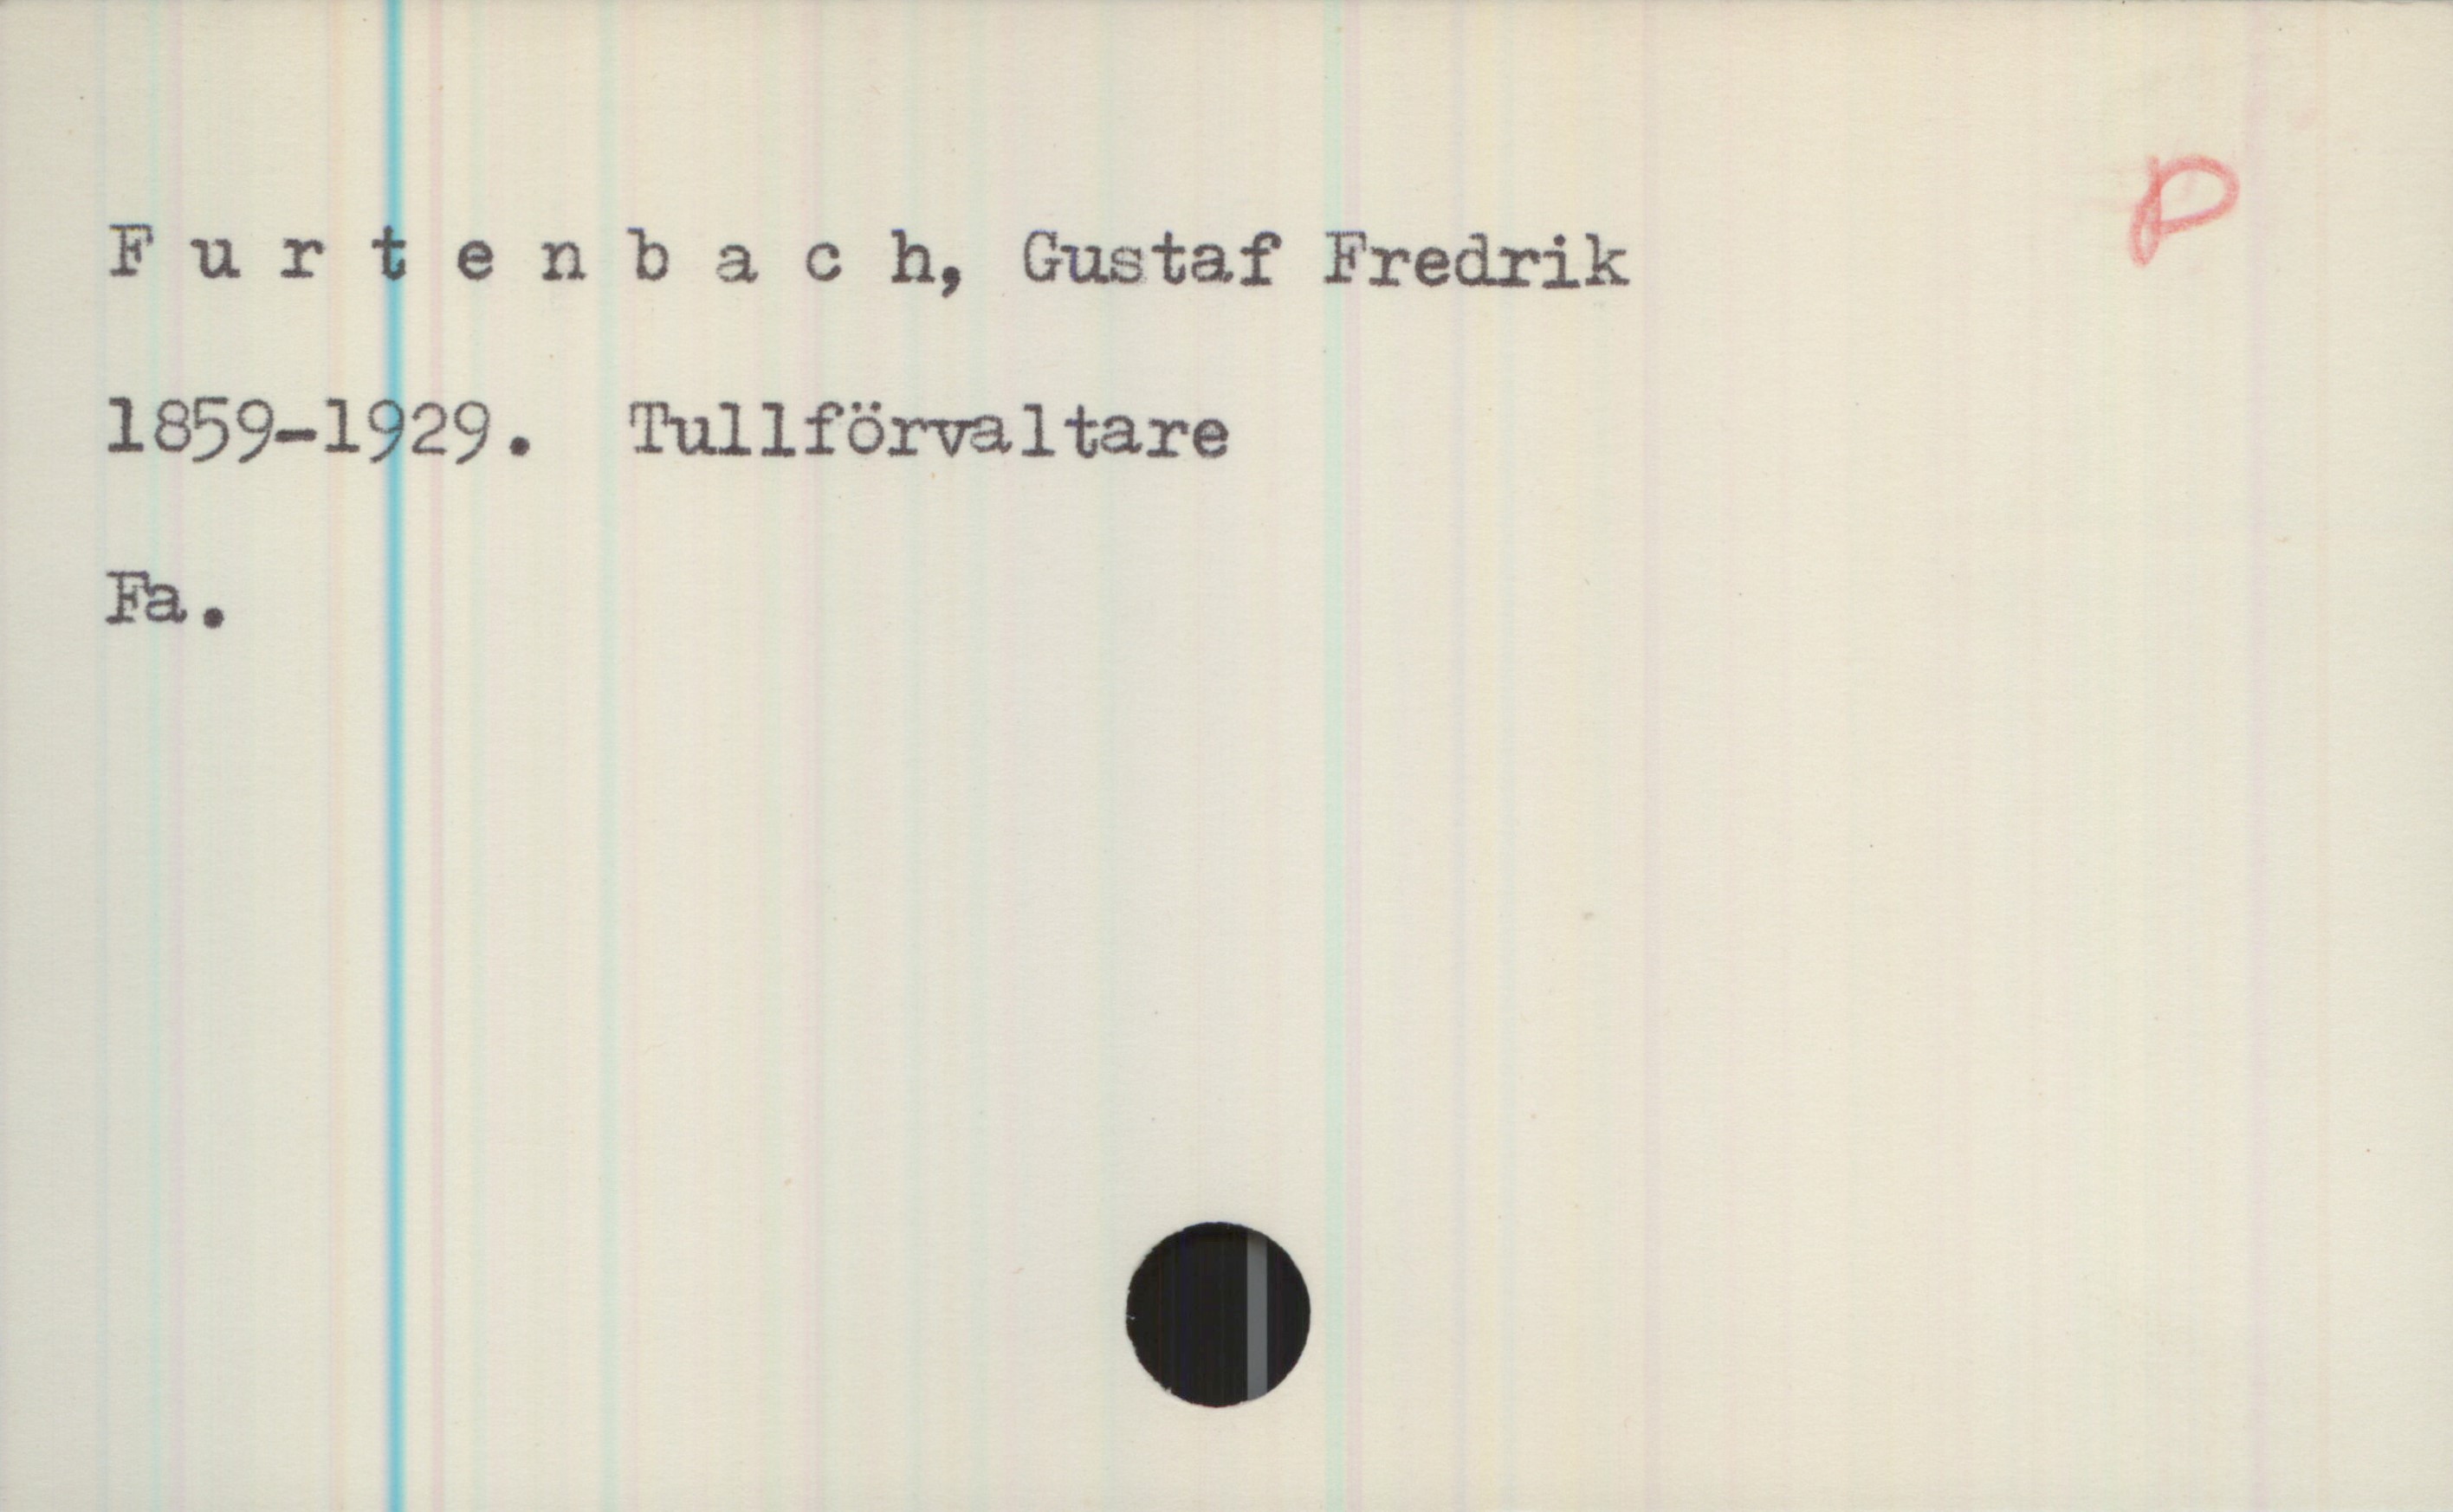 P
F u r t e n b a c h, Gustaf Fredrik
1859-1929. Tullförvaltare
Fa.